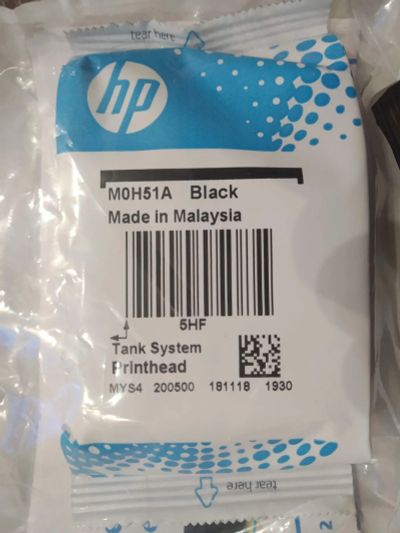 tear here
hp
M0H51A Black
Made in Malaysia
5HF
Tank System
Printhead
MYS4 200500 181118 1930
tear here